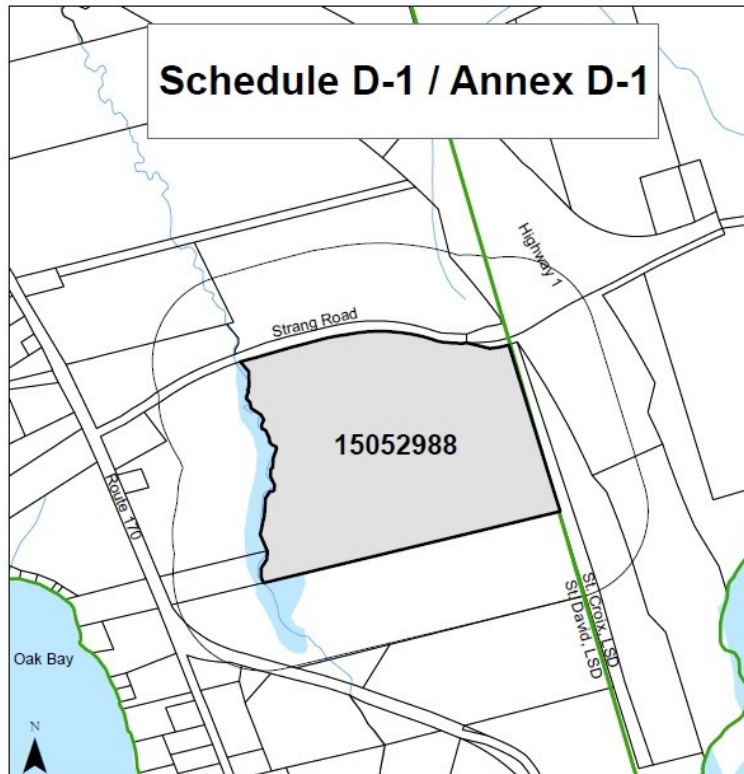 Schedule D-1 / Annex D-1
Highway 1
Strang Road
15052988
Route 170
St. Croix, LSD
St. David, LSD
Oak Bay
N